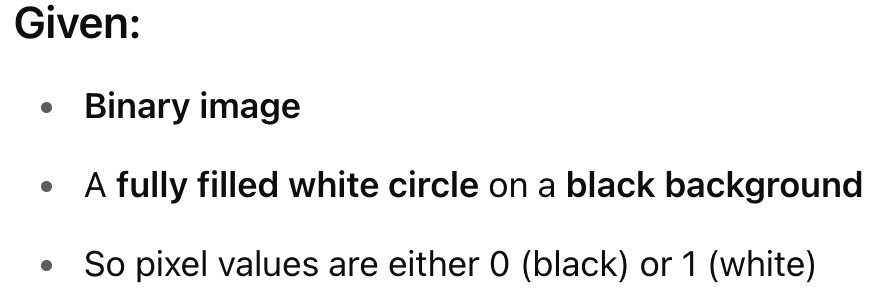 Given:
• Binary image
• A fully filled white circle on a black background
• So pixel values are either 0 (black) or 1 (white)